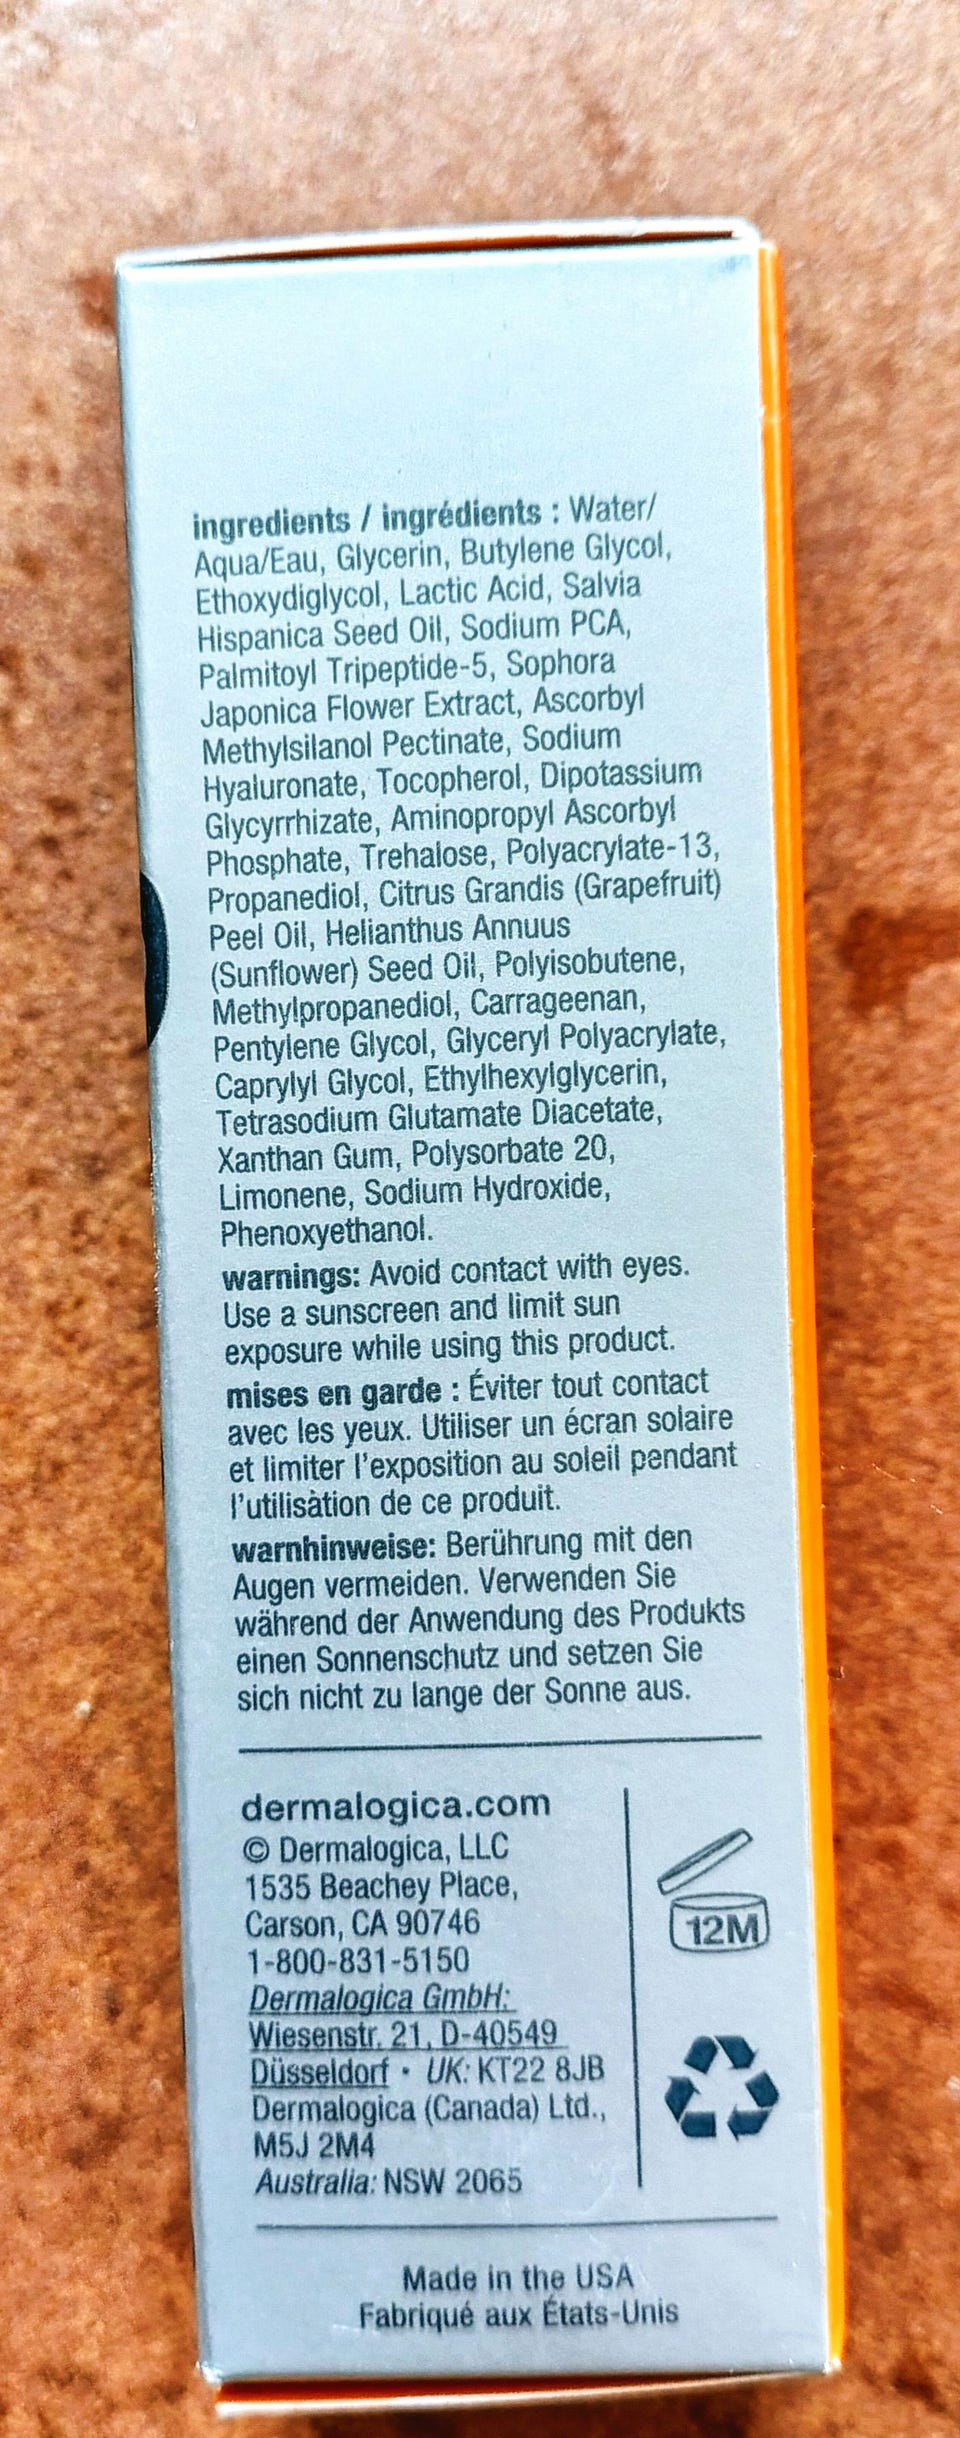 ingredients / ingrédients : Water/
Aqua/Eau, Glycerin, Butylene Glycol,
Ethoxydiglycol, Lactic Acid, Salvia
Hispanica Seed Oil, Sodium PCA,
Palmitoyl Tripeptide-5, Sophora
Japonica Flower Extract, Ascorbyl
Methylsilanol Pectinate, Sodium
Hyaluronate, Tocopherol, Dipotassium
Glycyrrhizate, Aminopropyl Ascorbyl
Phosphate, Trehalose, Polyacrylate-13,
Propanediol, Citrus Grandis (Grapefruit)
Peel Oil, Helianthus Annuus
(Sunflower) Seed Oil, Polyisobutene,
Methylpropanediol, Carrageenan,
Pentylene Glycol, Glyceryl Polyacrylate,
Caprylyl Glycol, Ethylhexylglycerin,
Tetrasodium Glutamate Diacetate,
Xanthan Gum, Polysorbate 20,
Limonene, Sodium Hydroxide,
Phenoxyethanol.
warnings: Avoid contact with eyes.
Use a sunscreen and limit sun
exposure while using this product.
mises en garde : Éviter tout contact
avec les yeux. Utiliser un écran solaire
et limiter l'exposition au soleil pendant
l'utilisation de ce produit.
warnhinweise: Berührung mit den
Augen vermeiden. Verwenden Sie
während der Anwendung des Produkts
einen Sonnenschutz und setzen Sie
sich nicht zu lange der Sonne aus.
dermalogica.com
© Dermalogica, LLC
1535 Beachey Place,
Carson, CA 90746
1-800-831-5150
Dermalogica GmbH:
Wiesenstr. 21, D-40549
Düsseldorf • UK: KT22 8JB
Dermalogica (Canada) Ltd.,
M5J 2M4
Australia: NSW 2065
12M
Made in the USA
Fabriqué aux États-Unis